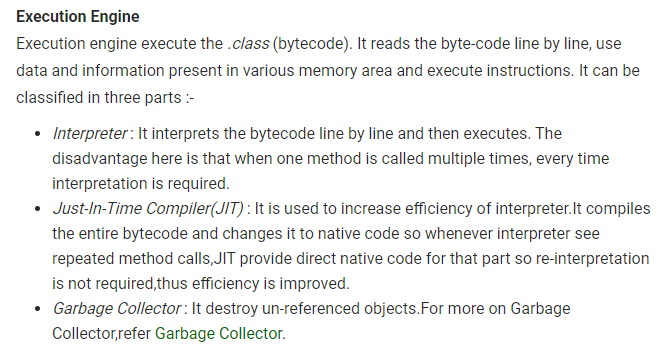 Execution Engine
Execution engine execute the .class (bytecode). It reads the byte-code line by line, use
data and information present in various memory area and execute instructions. It can be
classified in three parts :-
• Interpreter : It interprets the bytecode line by line and then executes. The
disadvantage here is that when one method is called multiple times, every time
interpretation is required.
• Just-In-Time Compiler(JIT) : It is used to increase efficiency of interpreter.It compiles
the entire bytecode and changes it to native code so whenever interpreter see
repeated method calls,JIT provide direct native code for that part so re-interpretation
is not required,thus efficiency is improved.
• Garbage Collector : It destroy un-referenced objects.For more on Garbage
Collector,refer Garbage Collector.